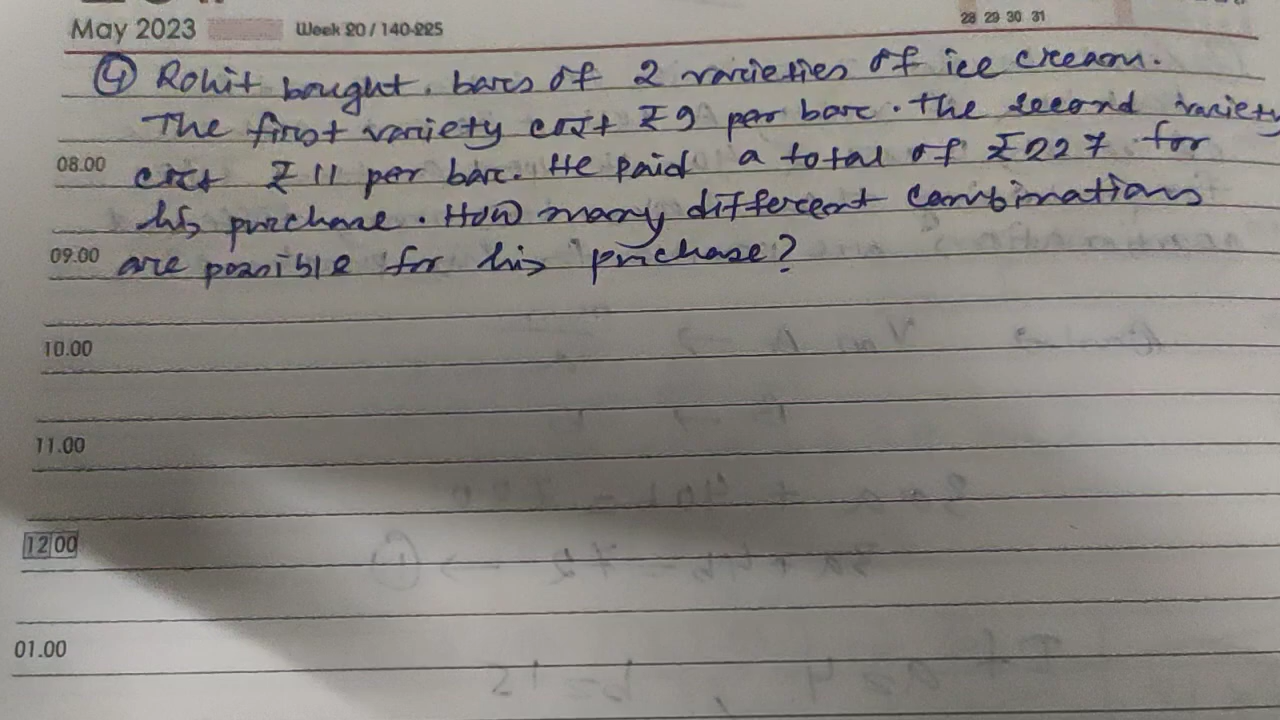 28 29 30 31
May 2023 Week 20 / 140-225
④ Rohit bought bars of 2 varieties of ice cream.
The first variety cost ₹9 per bar. The second variety
08.00 cost ₹11 per bar. He paid a total of ₹227 for
his purchase. How many different combinations
09.00 are possible for his purchase?
10.00
11.00
12.00
01.00